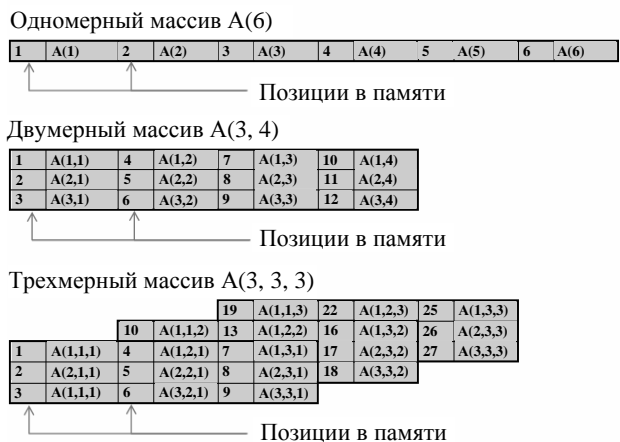 Одномерный массив А(6)
1 A(1) 2 A(2) 3 A(3) 4 A(4) 5 A(5) 6 A(6)
Позиции в памяти
Двумерный массив А(3, 4)
1 A(1,1) 4 A(1,2) 7 A(1,3) 10 A(1,4)
2 A(2,1) 5 A(2,2) 8 A(2,3) 11 A(2,4)
3 A(3,1) 6 A(3,2) 9 A(3,3) 12 A(3,4)
Позиции в памяти
Трехмерный массив А(3, 3, 3)
19 A(1,1,3) 22 A(1,2,3) 25 A(1,3,3)
10 A(1,1,2) 13 A(1,2,2) 16 A(1,3,2) 26 A(2,3,3)
1 A(1,1,1) 4 A(1,2,1) 7 A(1,3,1) 17 A(2,3,2) 27 A(3,3,3)
2 A(2,1,1) 5 A(2,2,1) 8 A(2,3,1) 18 A(3,3,2)
3 A(1,1,1) 6 A(3,2,1) 9 A(3,3,1)
Позиции в памяти